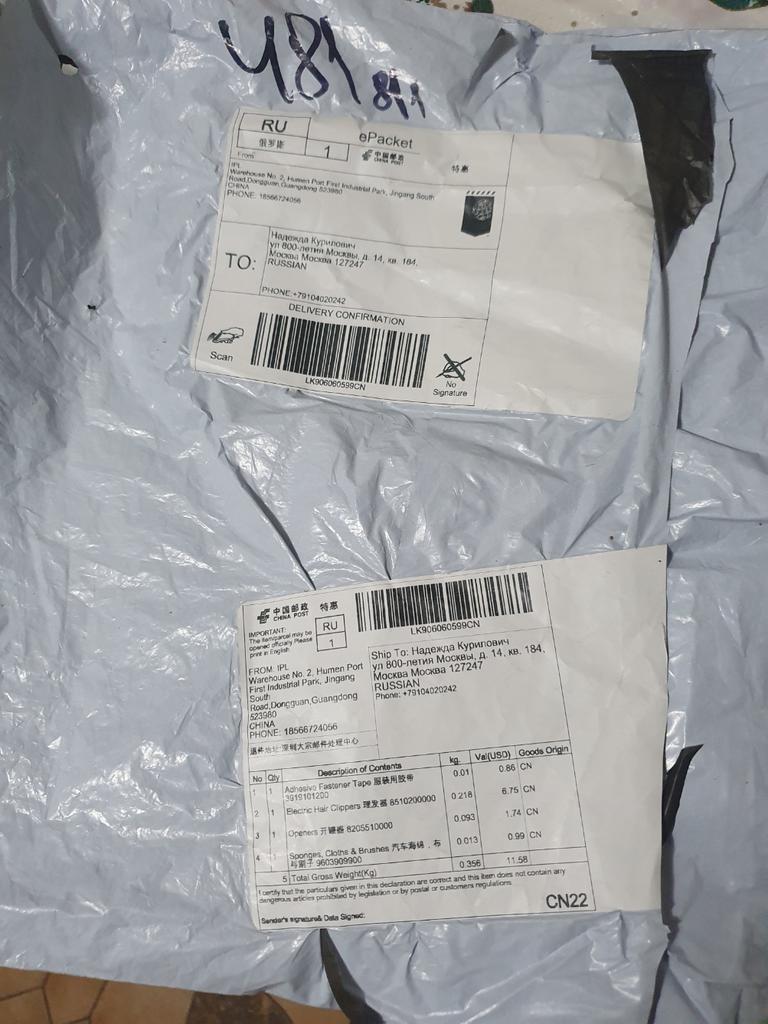 481
811
RU
俄罗斯
1
ePacket
中国邮政
CHINA POST
特惠
From
IPL
Warehouse No. 2, Humen Port First Industrial Park, Jingang South
Road,Dongguan,Guangdong 523980
CHINA
PHONE: 18566724056
TO:
Надежда Курилович
ул 800-летия Москвы, д. 14, кв. 184,
Москва Москва 127247
RUSSIAN
PHONE:+79104020242
DELIVERY CONFIRMATION
Scan
LK906060599CN
No
Signature
中国邮政
CHINA POST
特惠
IMPORTANT:
The item/parcel may be
opened officially Please
print in English
RU
1
LK906060599CN
FROM: IPL
Warehouse No. 2, Humen Port
First Industrial Park, Jingang
South
Road,Dongguan,Guangdong
523980
CHINA
PHONE: 18566724056
退件地址:深圳大宗邮件处理中心
Ship To: Надежда Курилович
ул 800-летия Москвы, д. 14, кв. 184,
Москва Москва 127247
RUSSIAN
Phone: +79104020242
No Qty Description of Contents kg. Val(USD) Goods Origin
1 1 Adhesive Fastener Tape 服装用胶带 3919101200 0.01 0.86 CN
2 1 Electric Hair Clippers 理发器 8510200000 0.218 6.75 CN
3 1 Openers 开罐器 8205510000 0.093 1.74 CN
4 1 Sponges, Cloths & Brushes 汽车海绵，布
与刷子 9603909900 0.013 0.99 CN
5 Total Gross Weight(Kg) 0.356 11.58
I certify that the particulars given in this declaration are correct and this item does not contain any
dangerous articles prohibited by legislation or by postal or customs regulations
Sender's signature& Data Signed:
CN22